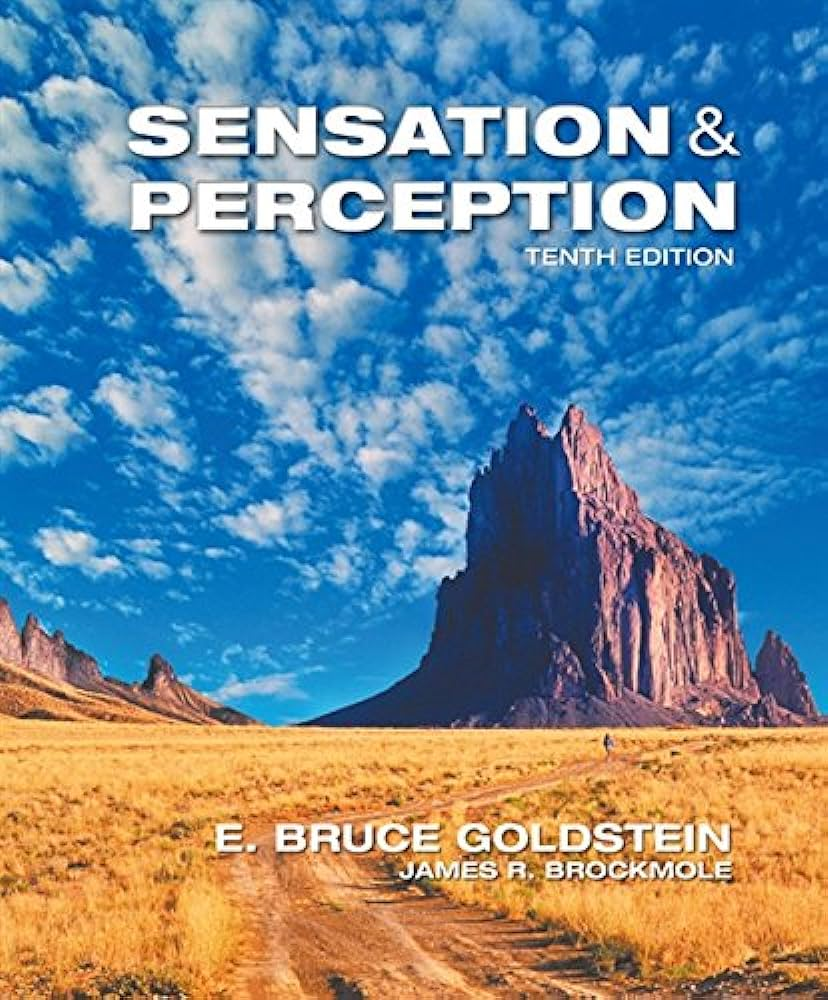 SENSATION &
PERCEPTION
TENTH EDITION
E. BRUCE GOLDSTEIN
JAMES R. BROCKMOLE